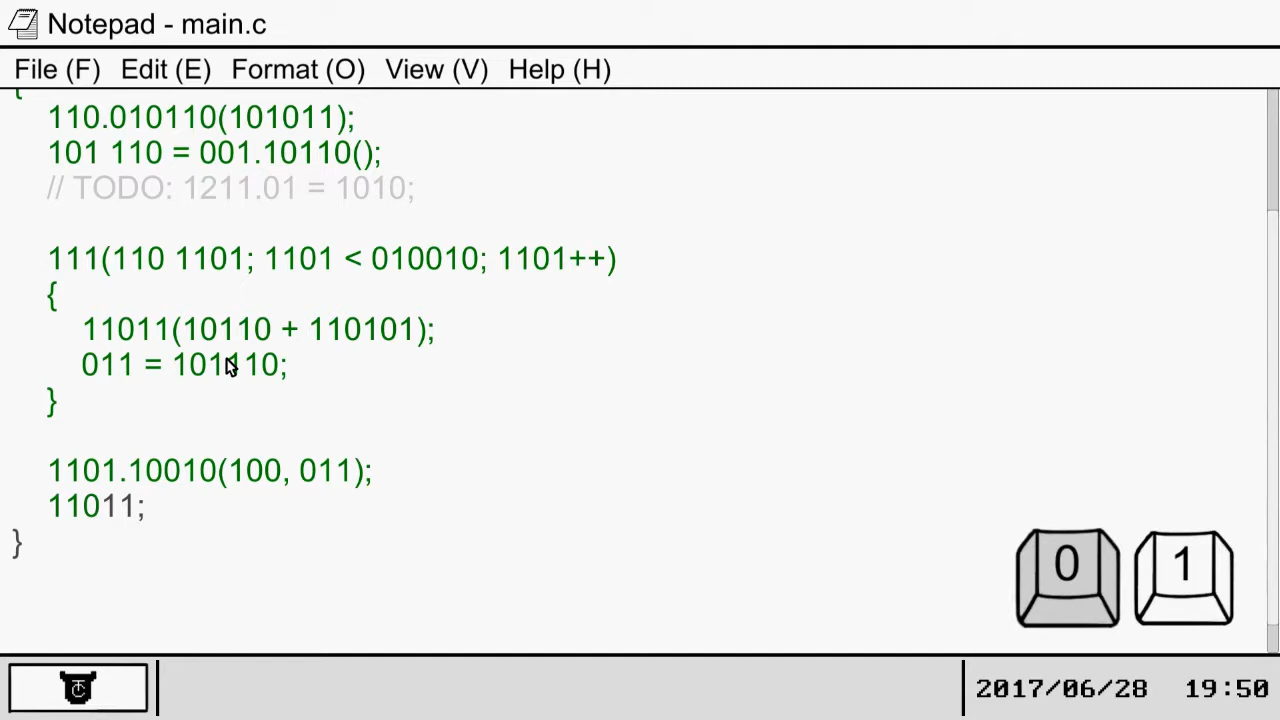 Notepad - main.c
File (F) Edit (E) Format (O) View (V) Help (H)
{
110.010110(101011);
101 110 = 001.10110();
// TODO: 1211.01 = 1010;
111(110 1101; 1101 < 010010; 1101++)
{
11011(10110 + 110101);
011 = 101110;
}
1101.10010(100, 011);
11011;
}
0 1
2017/06/28 19:50